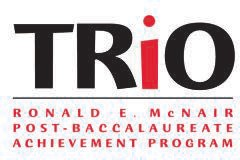 TRiO
RONALD E. McNAIR
POST-BACCALAUREATE
ACHIEVEMENT PROGRAM